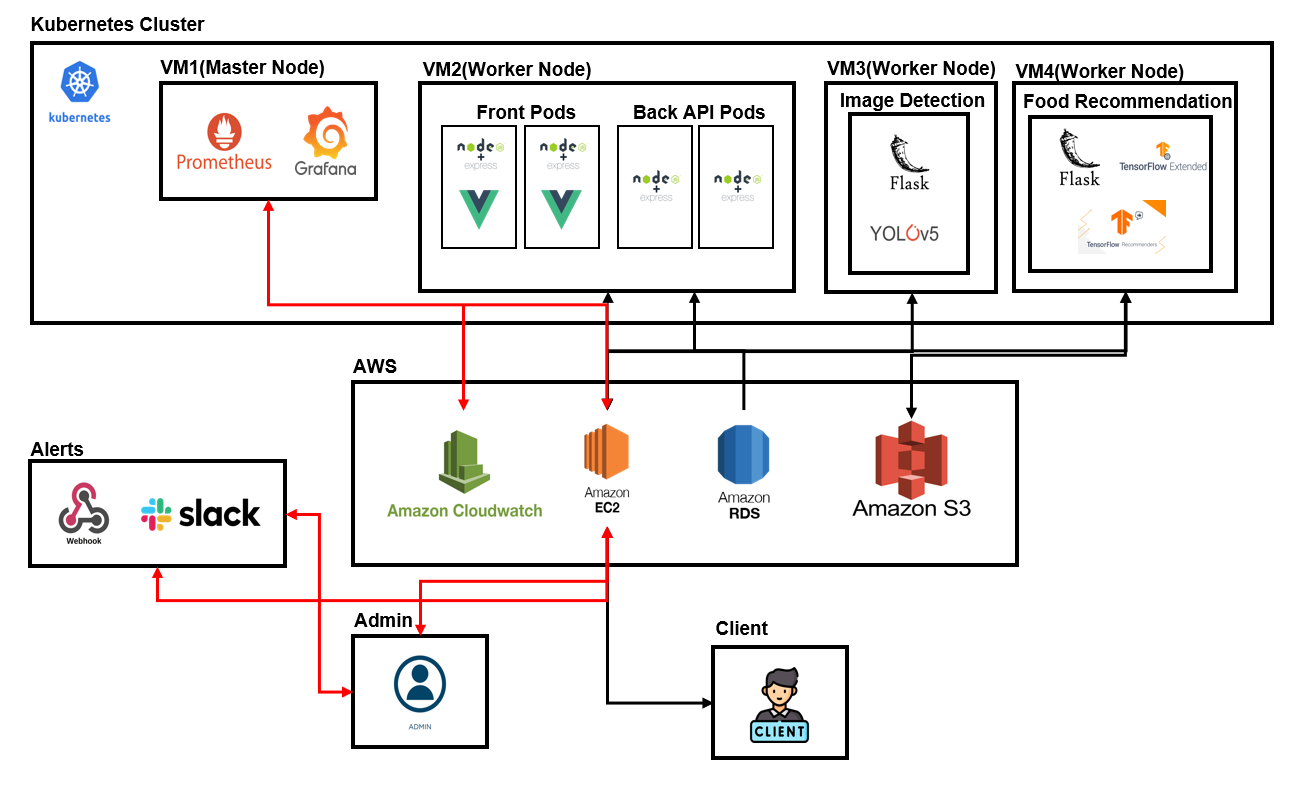 Kubernetes Cluster
kubernetes
VM1(Master Node)
Prometheus
Grafana
VM2(Worker Node)
Front Pods
node
+
express
node
+
express
Back API Pods
node
+
express
node
+
express
VM3(Worker Node)
Image Detection
Flask
YOLOv5
VM4(Worker Node)
Food Recommendation
Flask
TensorFlow Extended
TensorFlow Recommenders
AWS
Amazon Cloudwatch
Amazon
EC2
Amazon
RDS
Amazon S3
Alerts
Webhook
slack
Admin
ADMIN
Client
CLIENT